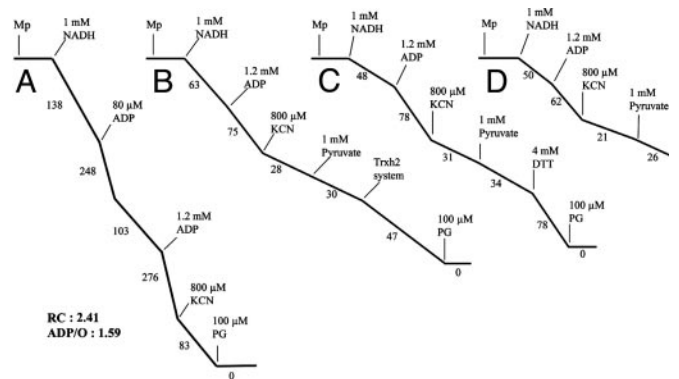 Mp
1 mM
NADH
A
138
80 µM
ADP
248
103
1.2 mM
ADP
276
800 µM
KCN
83
100 µM
PG
0
RC : 2.41
ADP/O : 1.59
Mp
1 mM
NADH
B
63
1.2 mM
ADP
75
800 µM
KCN
28
1 mM
Pyruvate
30
Trxh2
system
47
100 µM
PG
0
Mp
1 mM
NADH
C
48
1.2 mM
ADP
78
800 µM
KCN
31
1 mM
Pyruvate
34
4 mM
DTT
78
100 µM
PG
0
Mp
1 mM
NADH
D
50
1.2 mM
ADP
62
800 µM
KCN
21
1 mM
Pyruvate
26